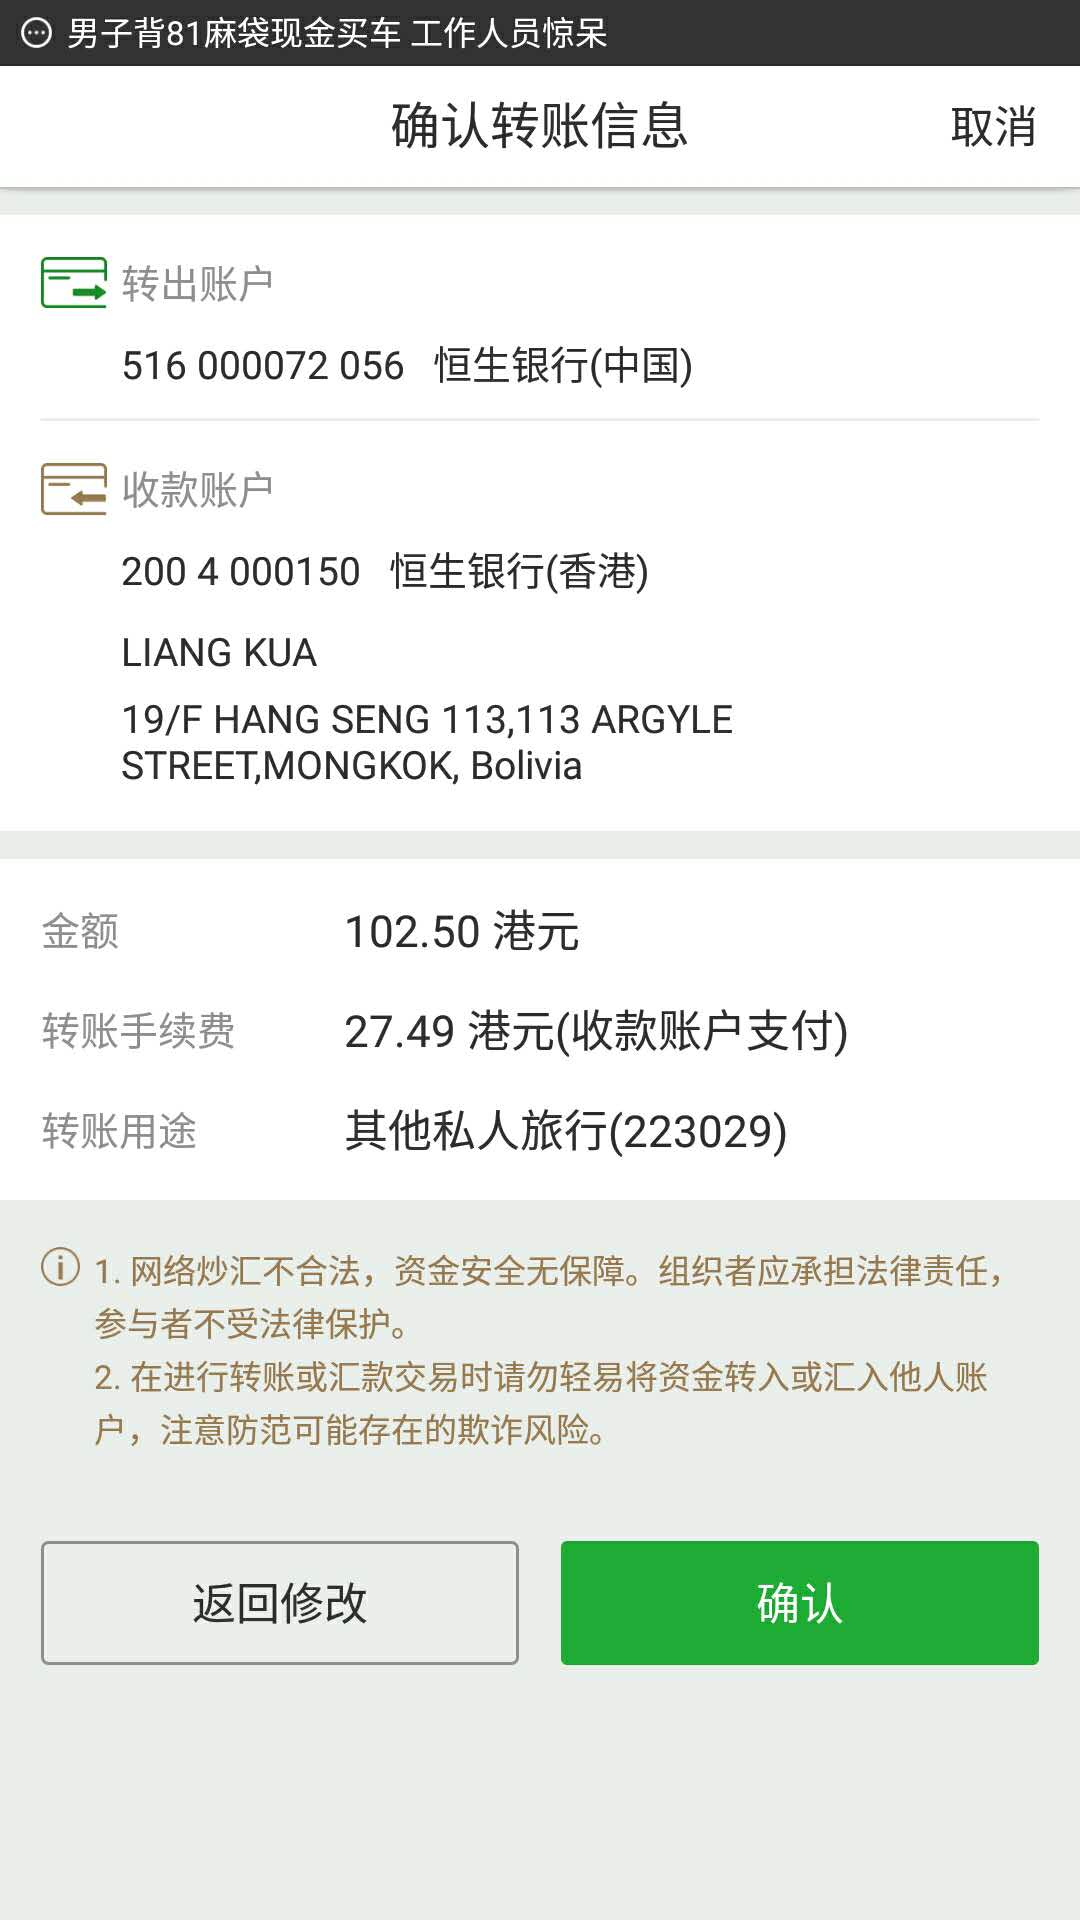 男子背81麻袋现金买车 工作人员惊呆
确认转账信息
取消
转出账户
516 000072 056 恒生银行(中国)
收款账户
200 4 000150 恒生银行(香港)
LIANG KUA
19/F HANG SENG 113,113 ARGYLE
STREET,MONGKOK, Bolivia
金额 102.50 港元
转账手续费 27.49 港元(收款账户支付)
转账用途 其他私人旅行(223029)
1. 网络炒汇不合法，资金安全无保障。组织者应承担法律责任，
参与者不受法律保护。
2. 在进行转账或汇款交易时请勿轻易将资金转入或汇入他人账
户，注意防范可能存在的欺诈风险。
返回修改
确认